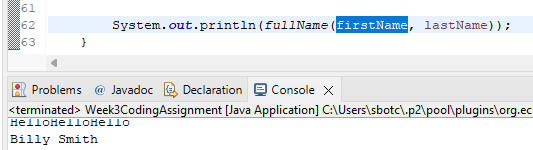 61
62 System.out.println(fullName(firstName, lastName));
63 }
Problems Javadoc Declaration Console
<terminated> Week3CodingAssignment [Java Application] C:\Users\sbotc\.p2\pool\plugins\org.ec
HelloHelloHello
Billy Smith